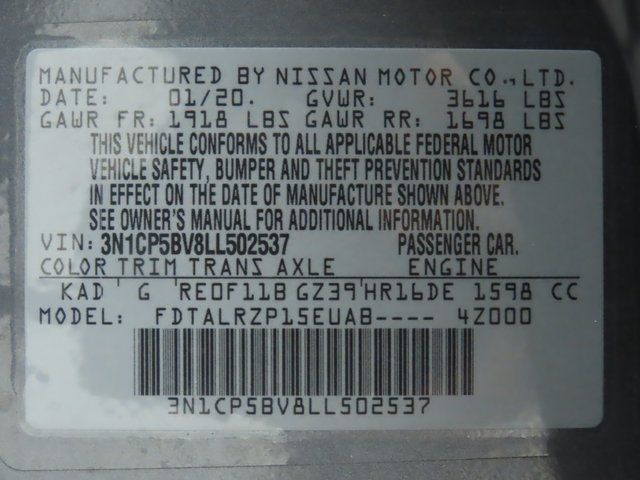 MANUFACTURED BY NISSAN MOTOR CO., LTD.
DATE: 01/20. GVWR: 3616 LBS
GAWR FR: 1918 LBS GAWR RR: 1698 LBS
THIS VEHICLE CONFORMS TO ALL APPLICABLE FEDERAL MOTOR
VEHICLE SAFETY, BUMPER AND THEFT PREVENTION STANDARDS
IN EFFECT ON THE DATE OF MANUFACTURE SHOWN ABOVE.
SEE OWNER'S MANUAL FOR ADDITIONAL INFORMATION.
VIN: 3N1CP5BV8LL502537 PASSENGER CAR.
COLOR TRIM TRANS AXLE ENGINE
KAD G RE0F11B GZ39 HR16DE 1598 CC
MODEL: FDTALRZP15EUAB---- 4Z000
3N1CP5BV8LL502537